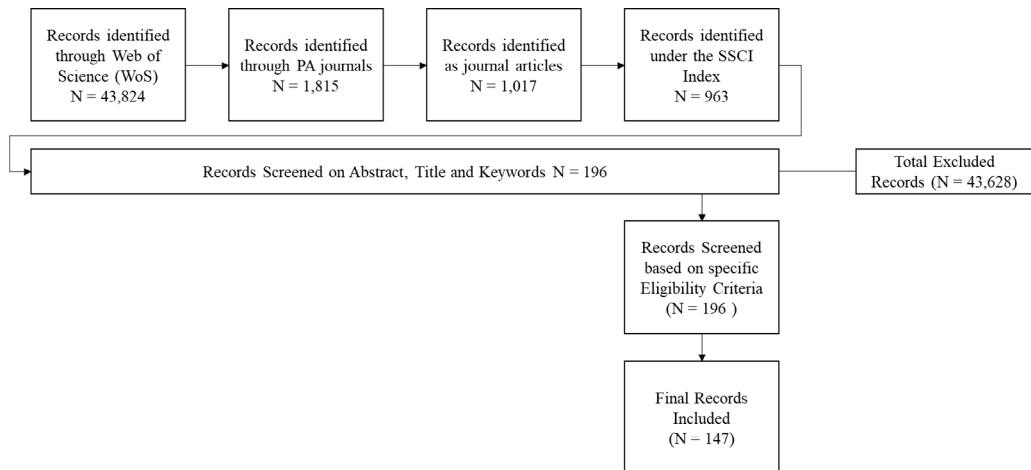 Records identified
through Web of
Science (WoS)
N = 43,824
Records identified
through PA journals
N = 1,815
Records identified
as journal articles
N = 1,017
Records identified
under the SSCI
Index
N = 963
Records Screened on Abstract, Title and Keywords N = 196
Total Excluded
Records (N = 43,628)
Records Screened
based on specific
Eligibility Criteria
(N = 196 )
Final Records
Included
(N = 147)